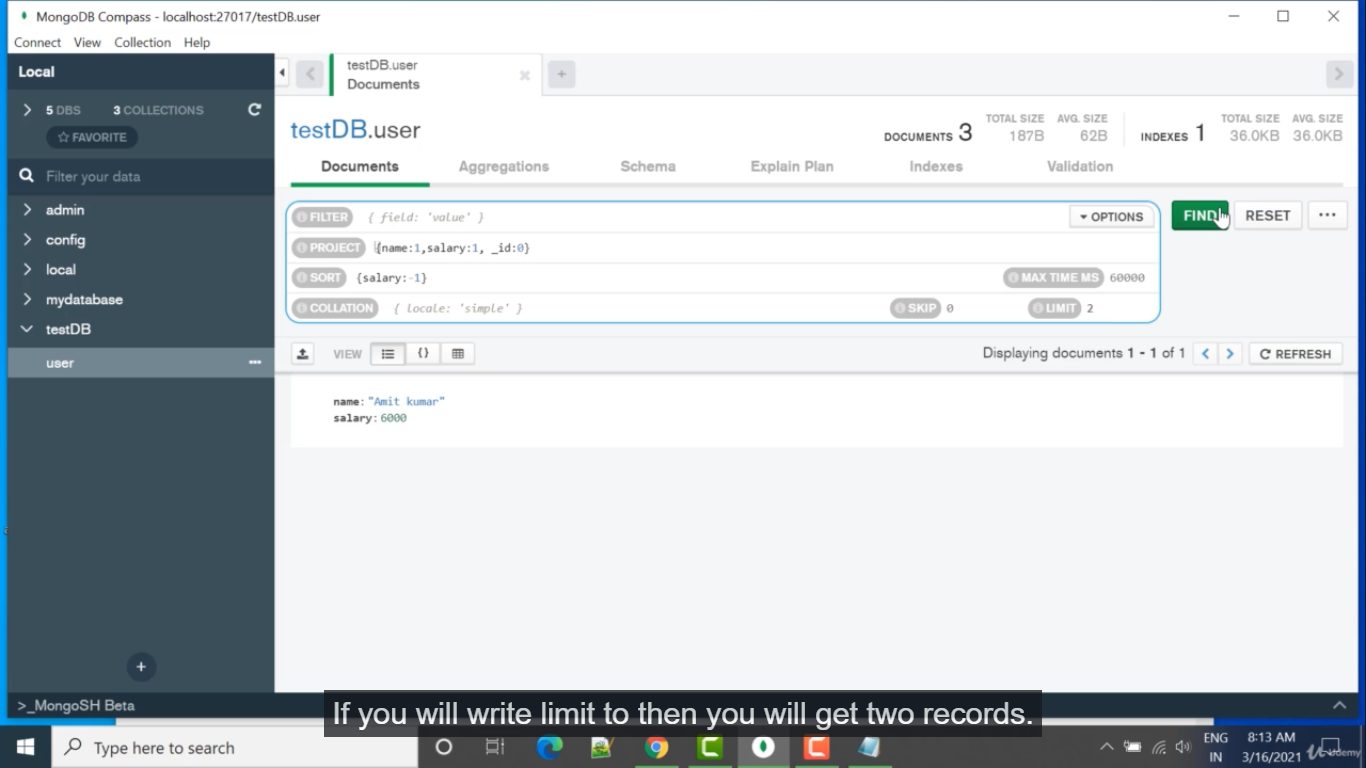 MongoDB Compass - localhost:27017/testDB.user
Connect View Collection Help
Local
5 DBS 3 COLLECTIONS
FAVORITE
Filter your data
admin
config
local
mydatabase
testDB
user
>_MongoSH Beta
testDB.user
Documents
testDB.user
DOCUMENTS 3 TOTAL SIZE 187B AVG. SIZE 62B INDEXES 1 TOTAL SIZE 36.0KB AVG. SIZE 36.0KB
Documents Aggregations Schema Explain Plan Indexes Validation
FILTER { field: 'value' } OPTIONS FIND RESET
PROJECT {name:1,salary:1, _id:0}
SORT {salary:-1} MAX TIME MS 60000
COLLATION { locale: 'simple' } SKIP 0 LIMIT 2
VIEW {} Displaying documents 1 - 1 of 1 REFRESH
name:"Amit kumar"
salary:6000
If you will write limit to then you will get two records.
Type here to search
ENG
IN
8:13 AM
3/16/2021
Udemy